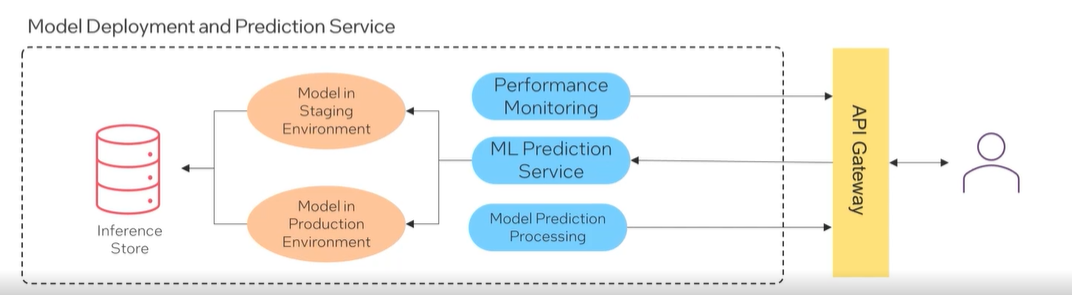 Model Deployment and Prediction Service
Model in
Staging
Environment
Performance
Monitoring
ML Prediction
Service
Model in
Production
Environment
Model Prediction
Processing
Inference
Store
API Gateway